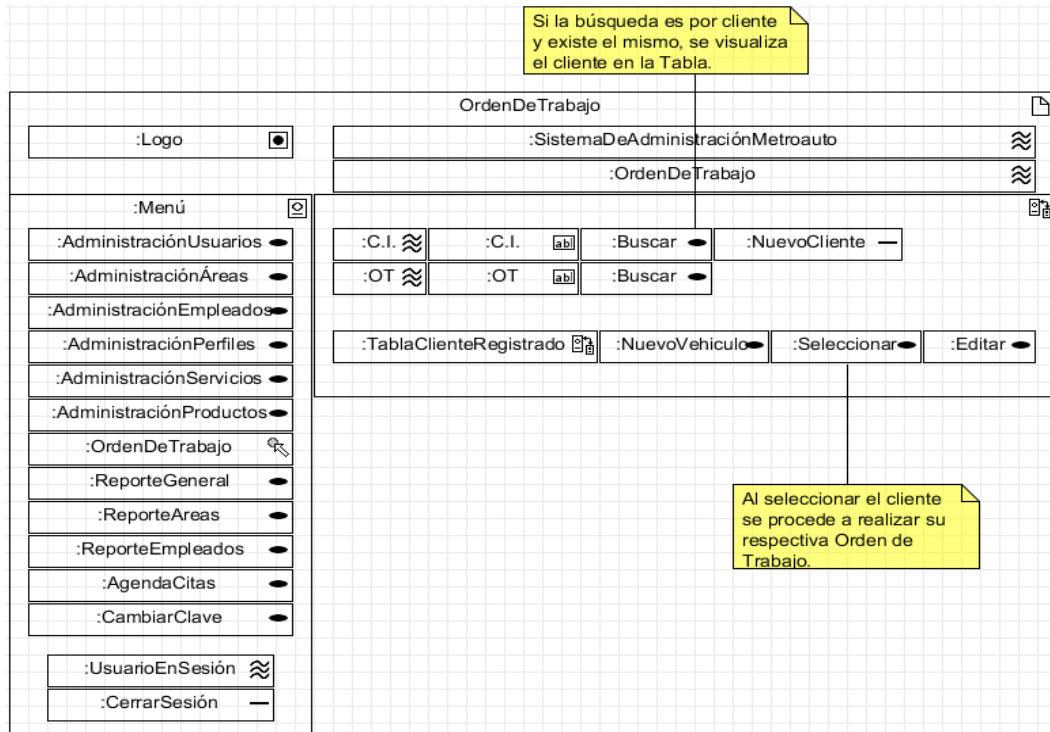 Si la búsqueda es por cliente
y existe el mismo, se visualiza
el cliente en la Tabla.
OrdenDeTrabajo
:Logo
:SistemaDeAdministraciónMetroauto
:OrdenDeTrabajo
:Menú
:AdministraciónUsuarios
:AdministraciónÁreas
:AdministraciónEmpleados
:AdministraciónPerfiles
:AdministraciónServicios
:AdministraciónProductos
:OrdenDeTrabajo
:ReporteGeneral
:ReporteAreas
:ReporteEmpleados
:AgendaCitas
:CambiarClave
:UsuarioEnSesión
:CerrarSesión
:C.I. :C.I. abl :Buscar :NuevoCliente
:OT :OT abl :Buscar
:TablaClienteRegistrado :NuevoVehiculo :Seleccionar :Editar
Al seleccionar el cliente
se procede a realizar su
respectiva Orden de
Trabajo.